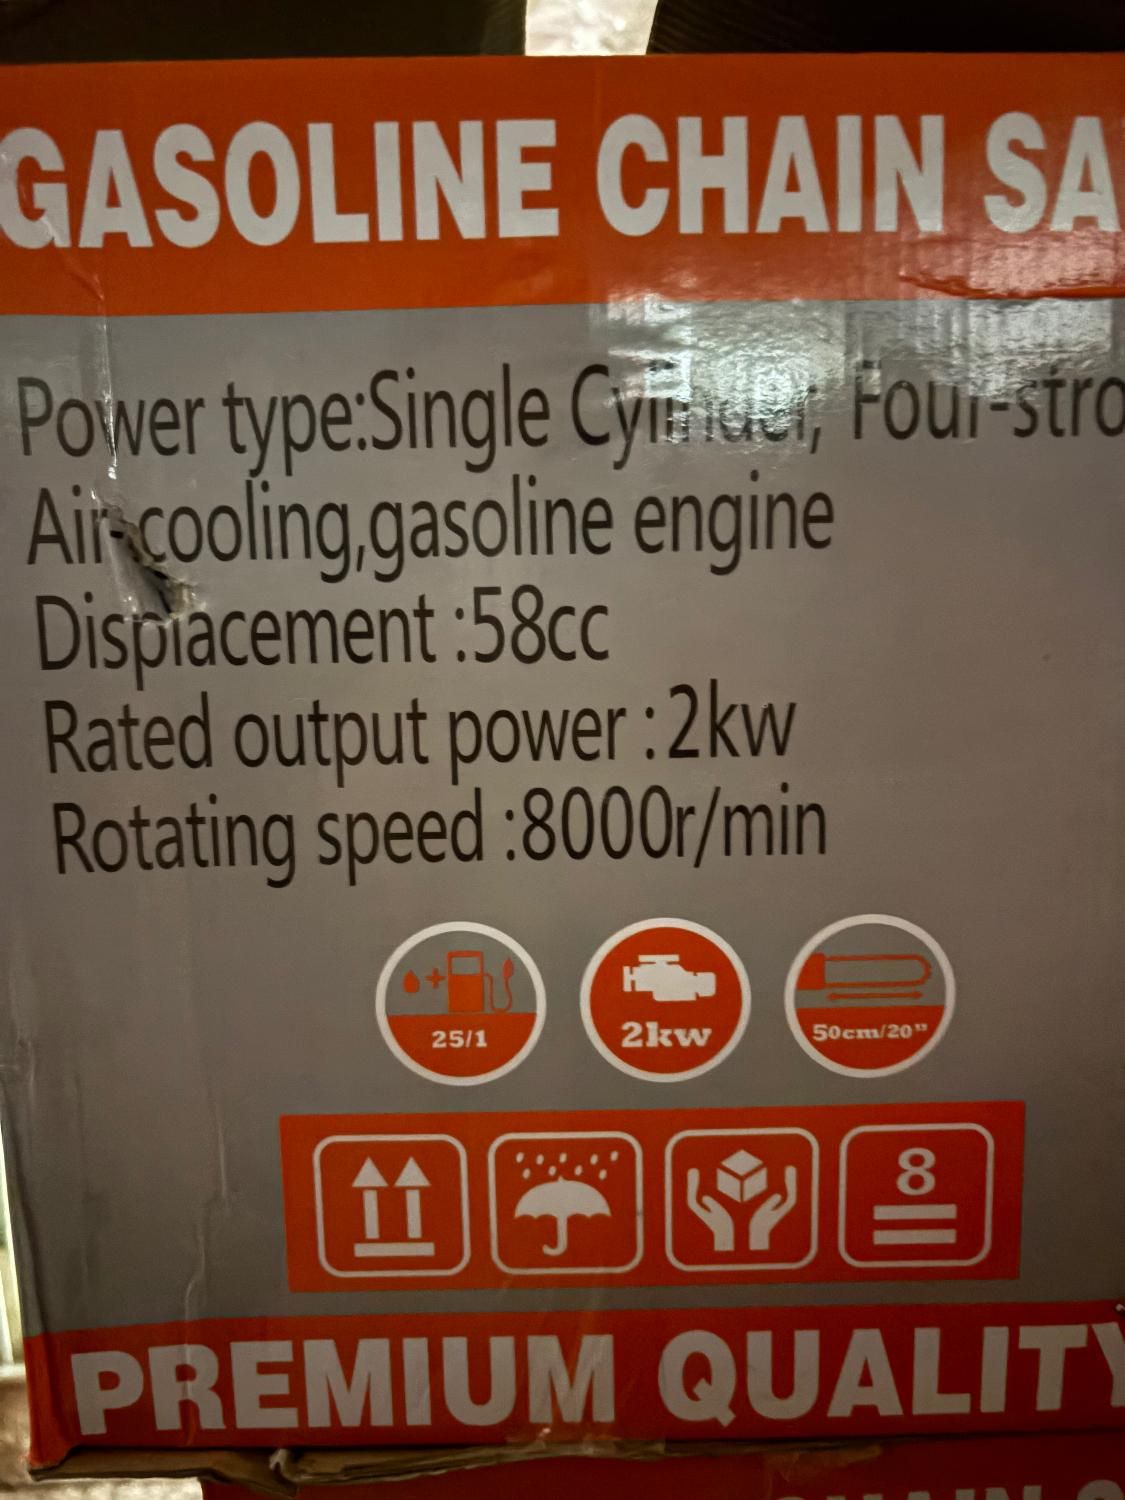 GASOLINE CHAIN SA
Power type:Single Cylinder, Four-stro
Air-cooling,gasoline engine
Displacement :58cc
Rated output power :2kw
Rotating speed :8000r/min
25/1 2kw 50cm/20"
8
PREMIUM QUALITY